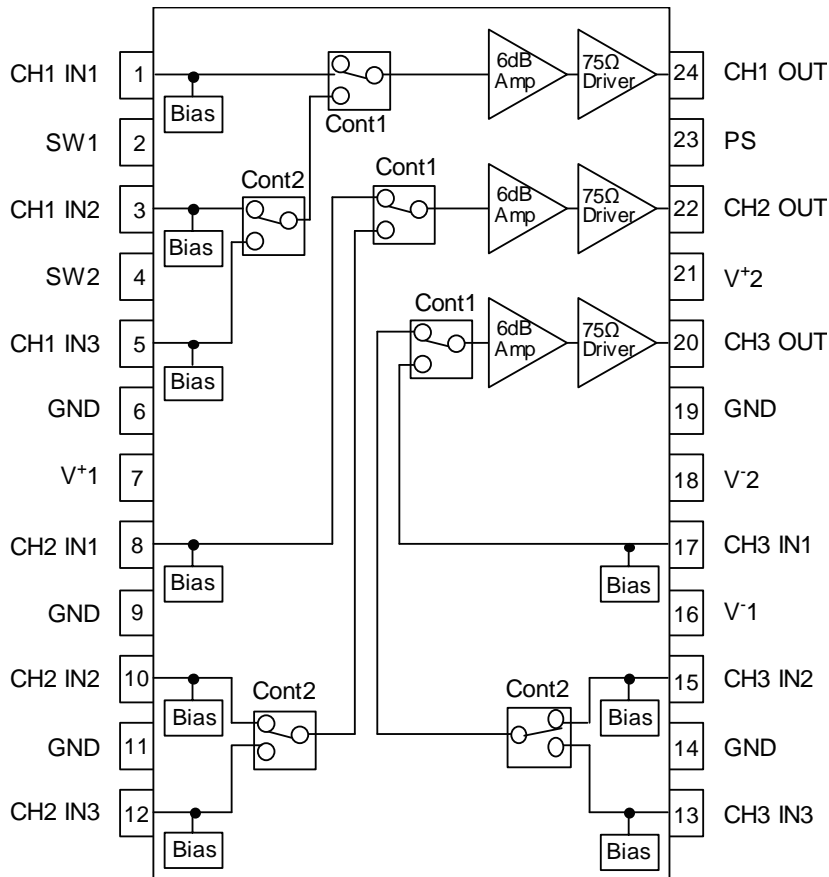 CH1 IN1 1 6dB Amp 75Ω Driver 24 CH1 OUT
Bias
Cont1
SW1 2 23 PS
Cont2 Cont1
CH1 IN2 3 6dB Amp 75Ω Driver 22 CH2 OUT
Bias
SW2 4 21 V+2
Cont1
CH1 IN3 5 6dB Amp 75Ω Driver 20 CH3 OUT
Bias
GND 6 19 GND
V+1 7 18 V-2
CH2 IN1 8 17 CH3 IN1
Bias Bias
GND 9 16 V-1
CH2 IN2 10 15 CH3 IN2
Cont2 Cont2
Bias Bias
GND 11 14 GND
CH2 IN3 12 13 CH3 IN3
Bias Bias